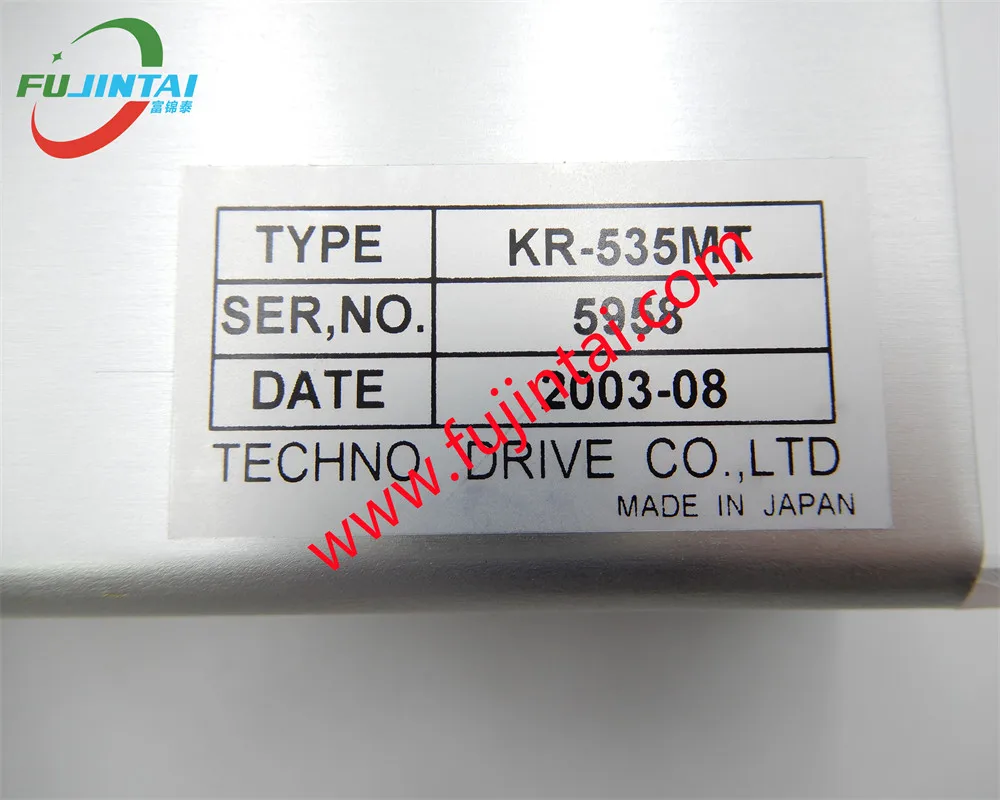 FUJINTAI
富锦泰
TYPE KR-535MT
SER,NO. 5958
DATE 2003-08
TECHNO DRIVE CO.,LTD
MADE IN JAPAN
www.fujintai.com